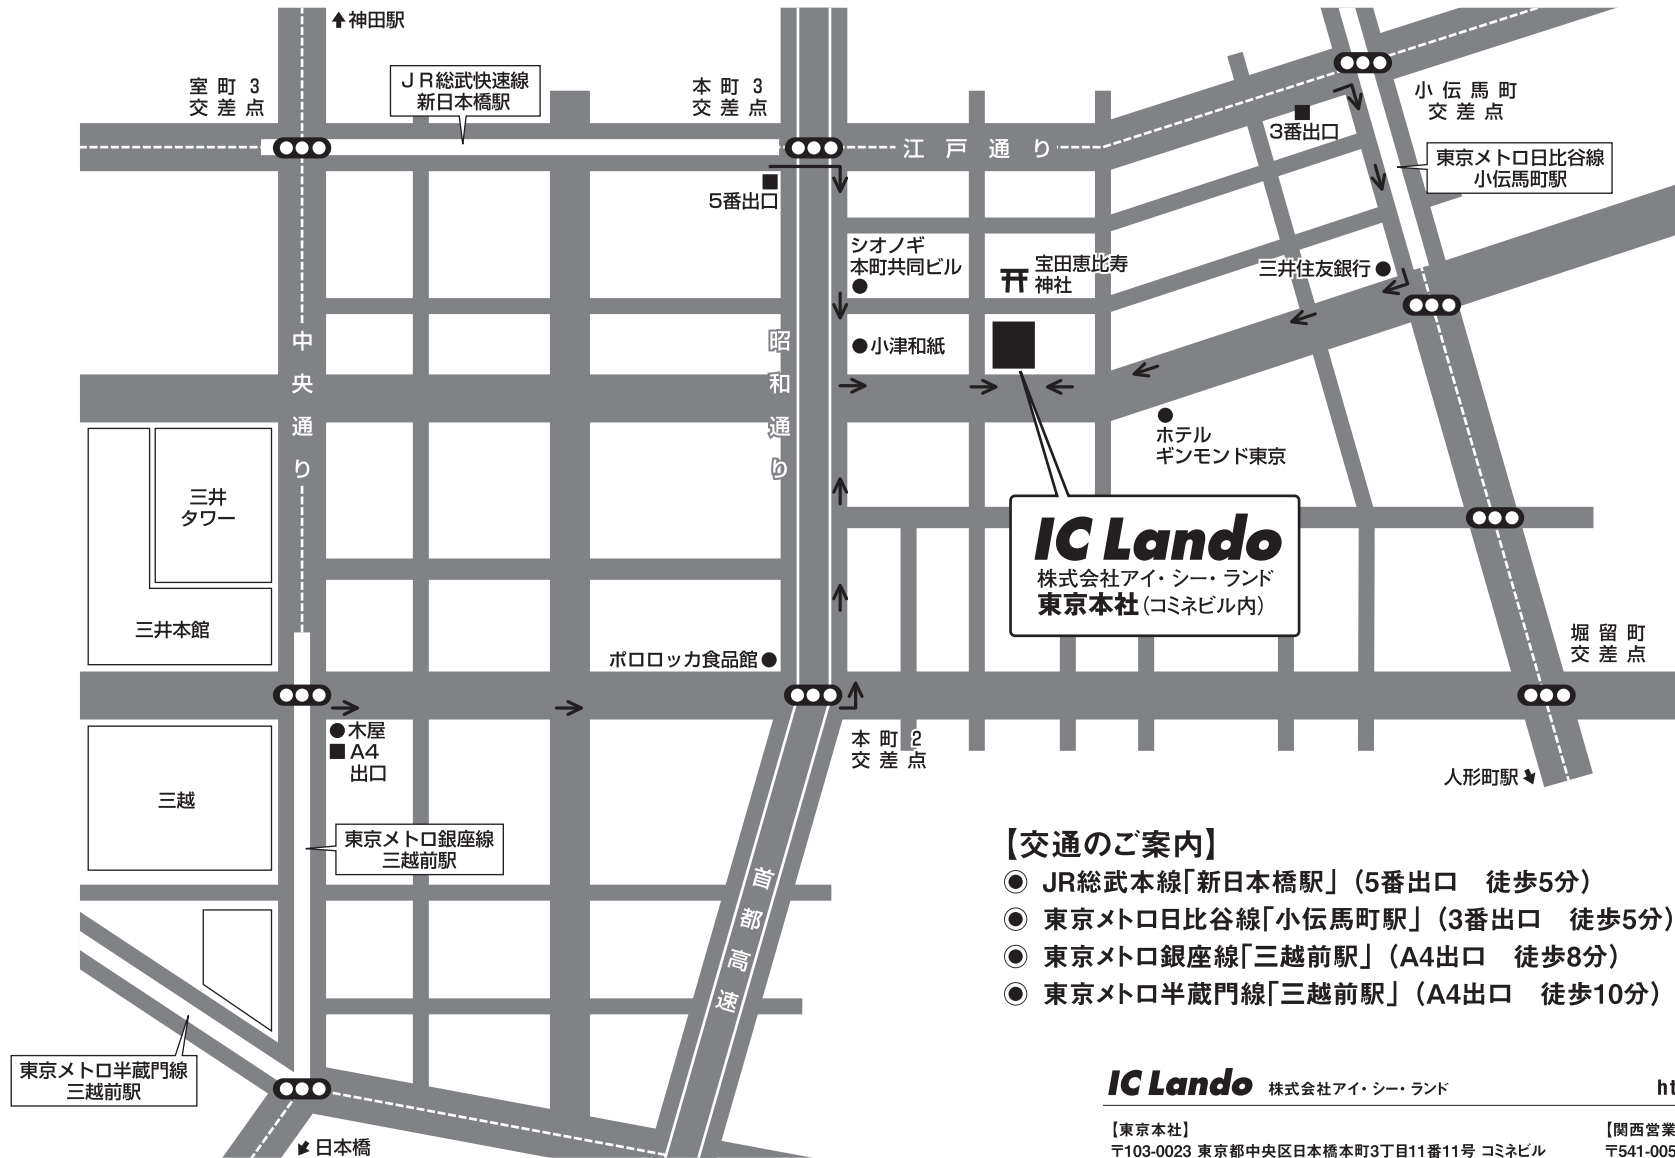 神田駅
室町3
交差点
JR総武快速線
新日本橋駅
本町3
交差点
小伝馬町
交差点
3番出口
江戸通り
東京メトロ日比谷線
小伝馬町駅
5番出口
シオノギ
本町共同ビル
宝田恵比寿
神社
三井住友銀行
中央通り
昭和通り
小津和紙
ホテル
ギンモンド東京
三井
タワー
IC Lando
株式会社アイ・シー・ランド
東京本社(コミネビル内)
三井本館
ポロロッカ食品館
堀留町
交差点
木屋
A4
出口
本町2
交差点
人形町駅
三越
東京メトロ銀座線
三越前駅
首都高速
【交通のご案内】
◉ JR総武本線「新日本橋駅」(5番出口 徒歩5分)
◉ 東京メトロ日比谷線「小伝馬町駅」(3番出口 徒歩5分)
◉ 東京メトロ銀座線「三越前駅」(A4出口 徒歩8分)
◉ 東京メトロ半蔵門線「三越前駅」(A4出口 徒歩10分)
東京メトロ半蔵門線
三越前駅
日本橋
IC Lando 株式会社アイ・シー・ランド ht
【東京本社】
〒103-0023 東京都中央区日本橋本町3丁目11番11号 コミネビル
【関西営業
〒541-005